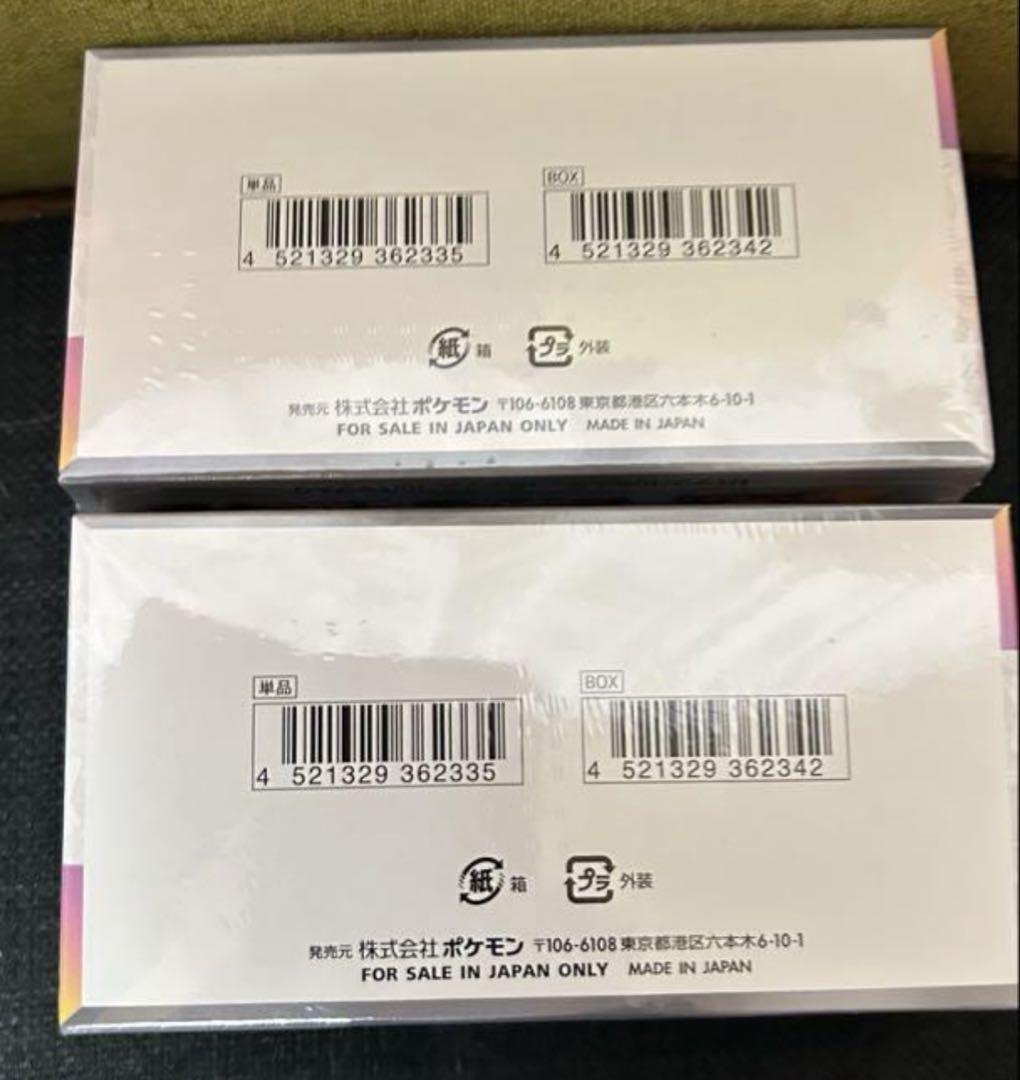 単品
BOX
4 521329 362335
4 521329 362342
紙 箱 プラ 外装
発売元 株式会社ポケモン 〒106-6108 東京都港区六本木6-10-1
FOR SALE IN JAPAN ONLY MADE IN JAPAN
単品
BOX
4 521329 362335
4 521329 362342
紙 箱 プラ 外装
発売元 株式会社ポケモン 〒106-6108 東京都港区六本木6-10-1
FOR SALE IN JAPAN ONLY MADE IN JAPAN